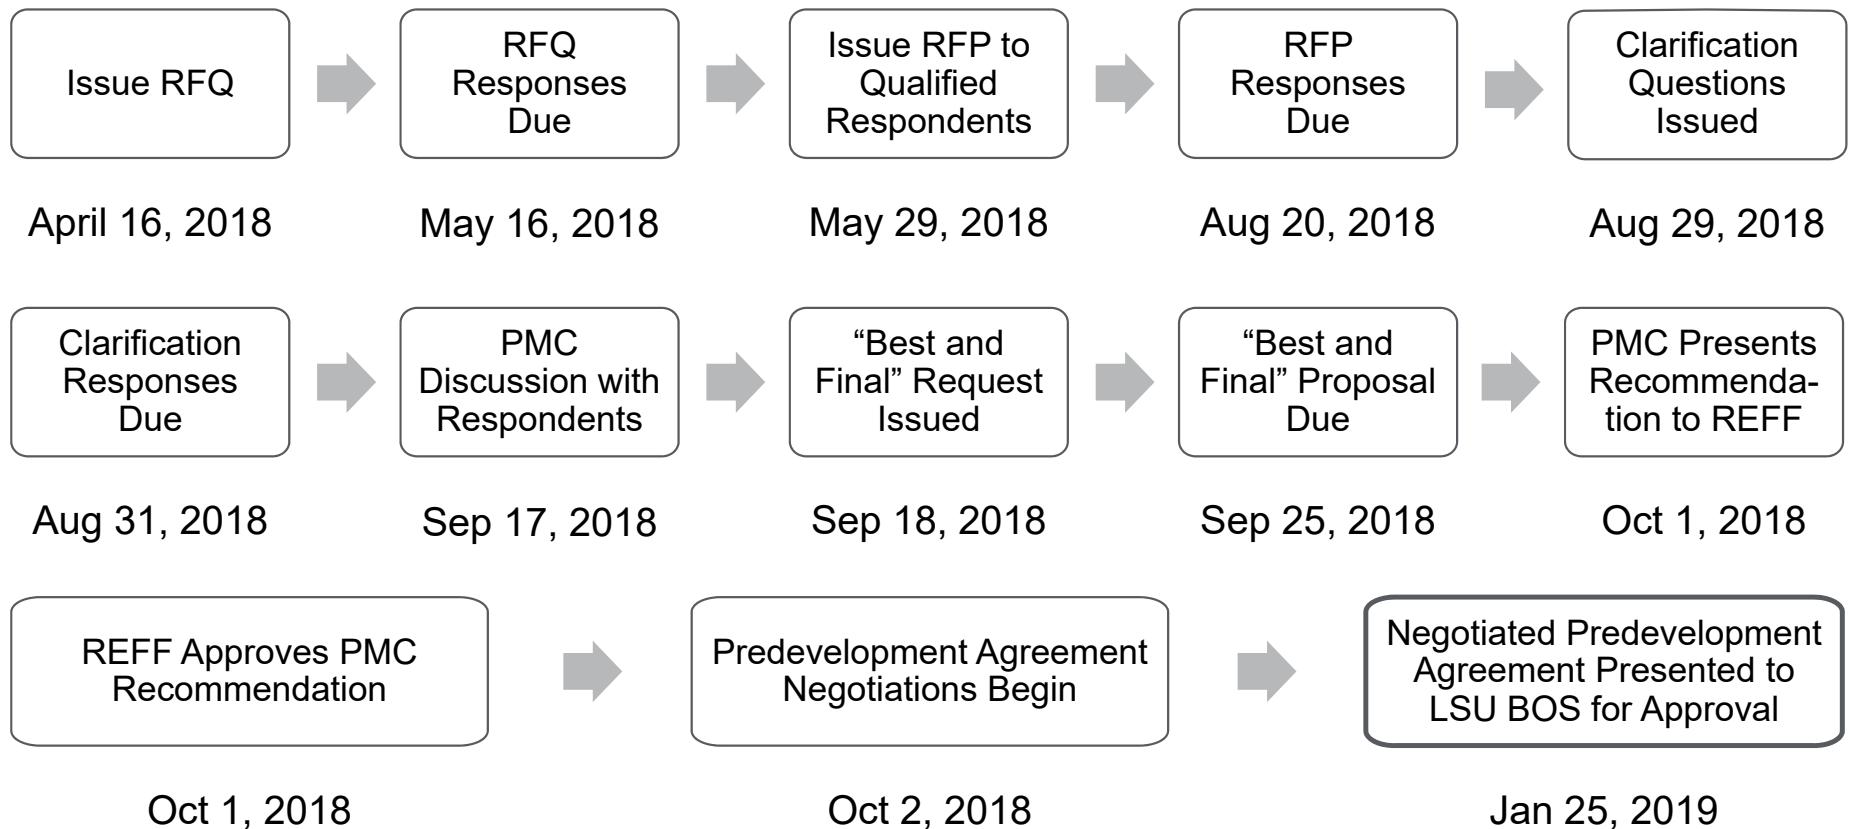 Issue RFQ
RFQ
Responses
Due
Issue RFP to
Qualified
Respondents
RFP
Responses
Due
Clarification
Questions
Issued
April 16, 2018
May 16, 2018
May 29, 2018
Aug 20, 2018
Aug 29, 2018
Clarification
Responses
Due
PMC
Discussion with
Respondents
“Best and
Final” Request
Issued
“Best and
Final” Proposal
Due
PMC Presents
Recommenda-
tion to REFF
Aug 31, 2018
Sep 17, 2018
Sep 18, 2018
Sep 25, 2018
Oct 1, 2018
REFF Approves PMC
Recommendation
Predevelopment Agreement
Negotiations Begin
Negotiated Predevelopment
Agreement Presented to
LSU BOS for Approval
Oct 1, 2018
Oct 2, 2018
Jan 25, 2019